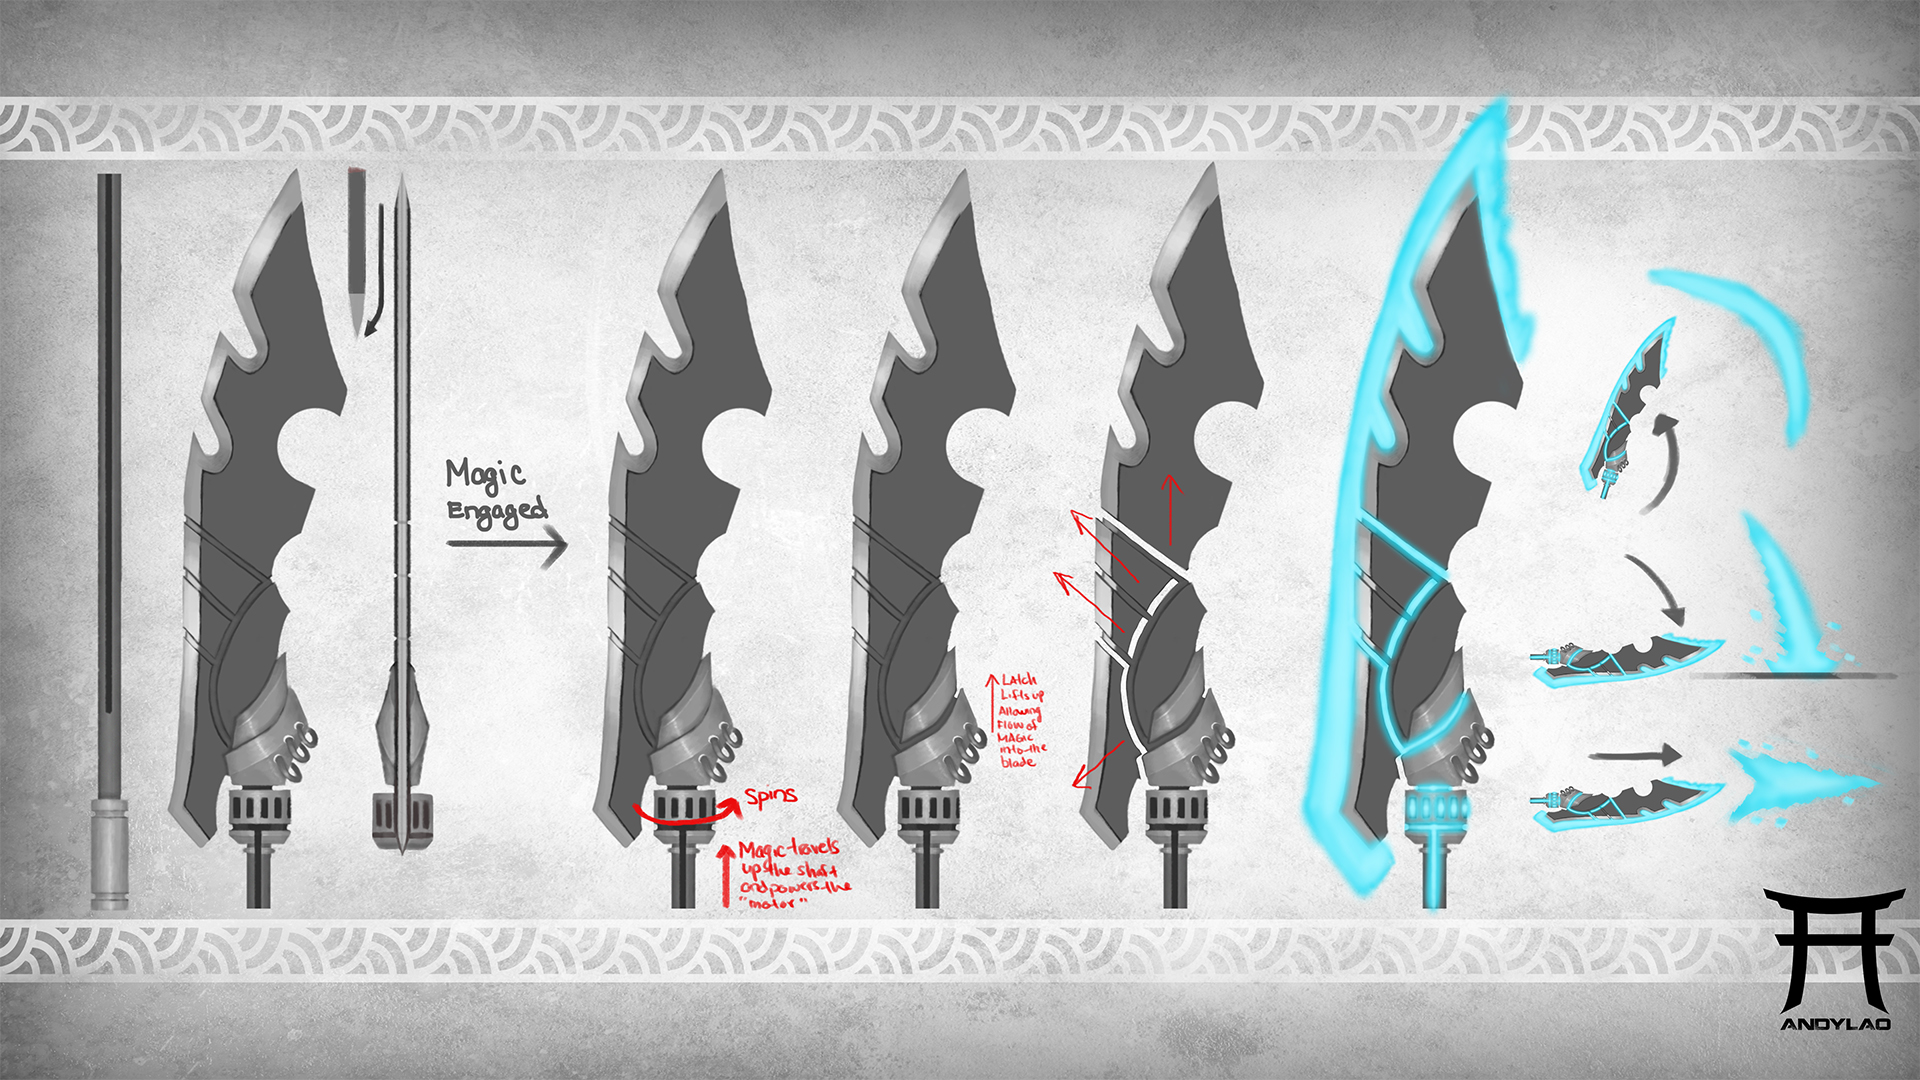 Magic
Engaged
Spins
Magic travels
up the shaft
and powers the
"motor"
Latch
Lifts up
Allowing
Flow of
MAGic
into the
blade
ANDYLAO